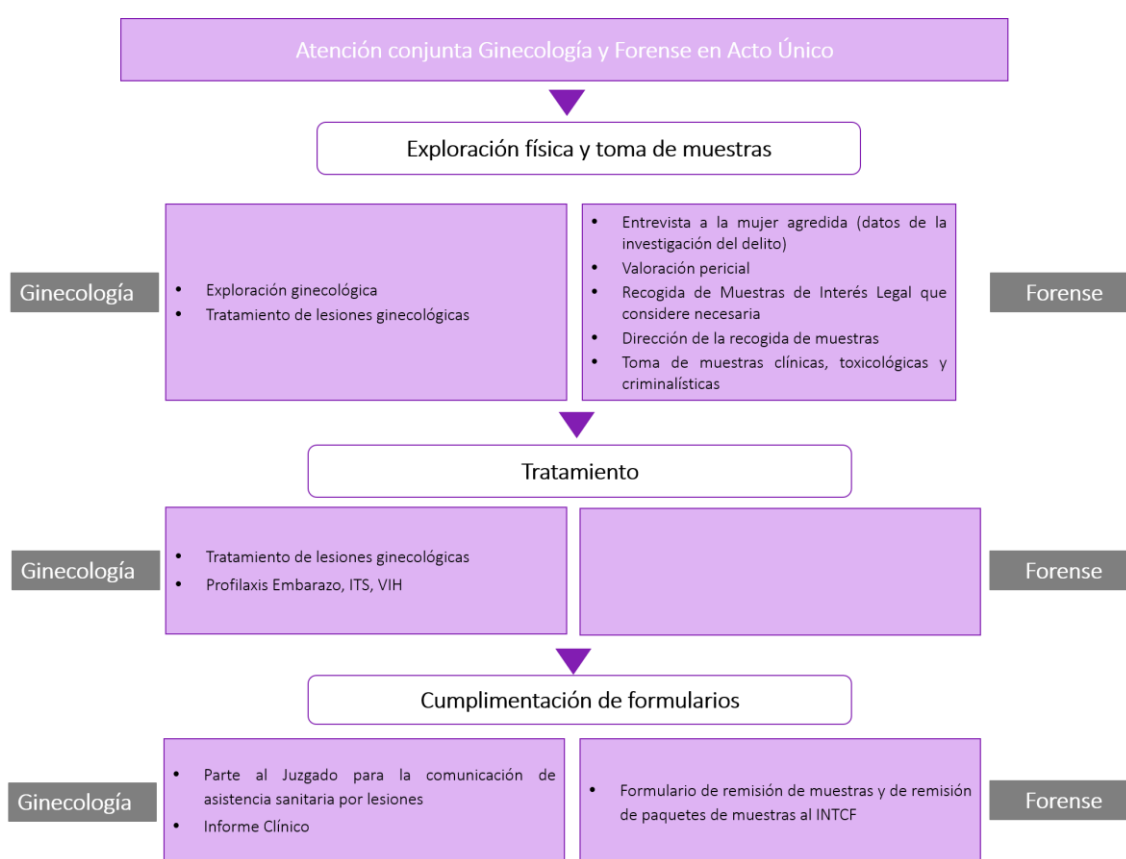 Atención conjunta Ginecología y Forense en Acto Único
Exploración física y toma de muestras
Ginecología
• Exploración ginecológica
• Tratamiento de lesiones ginecológicas
• Entrevista a la mujer agredida (datos de la
investigación del delito)
• Valoración pericial
• Recogida de Muestras de Interés Legal que
considere necesaria
• Dirección de la recogida de muestras
• Toma de muestras clínicas, toxicológicas y
criminalísticas
Forense
Tratamiento
Ginecología
• Tratamiento de lesiones ginecológicas
• Profilaxis Embarazo, ITS, VIH
Forense
Cumplimentación de formularios
Ginecología
• Parte al Juzgado para la comunicación de
asistencia sanitaria por lesiones
• Informe Clínico
• Formulario de remisión de muestras y de remisión
de paquetes de muestras al INTCF
Forense